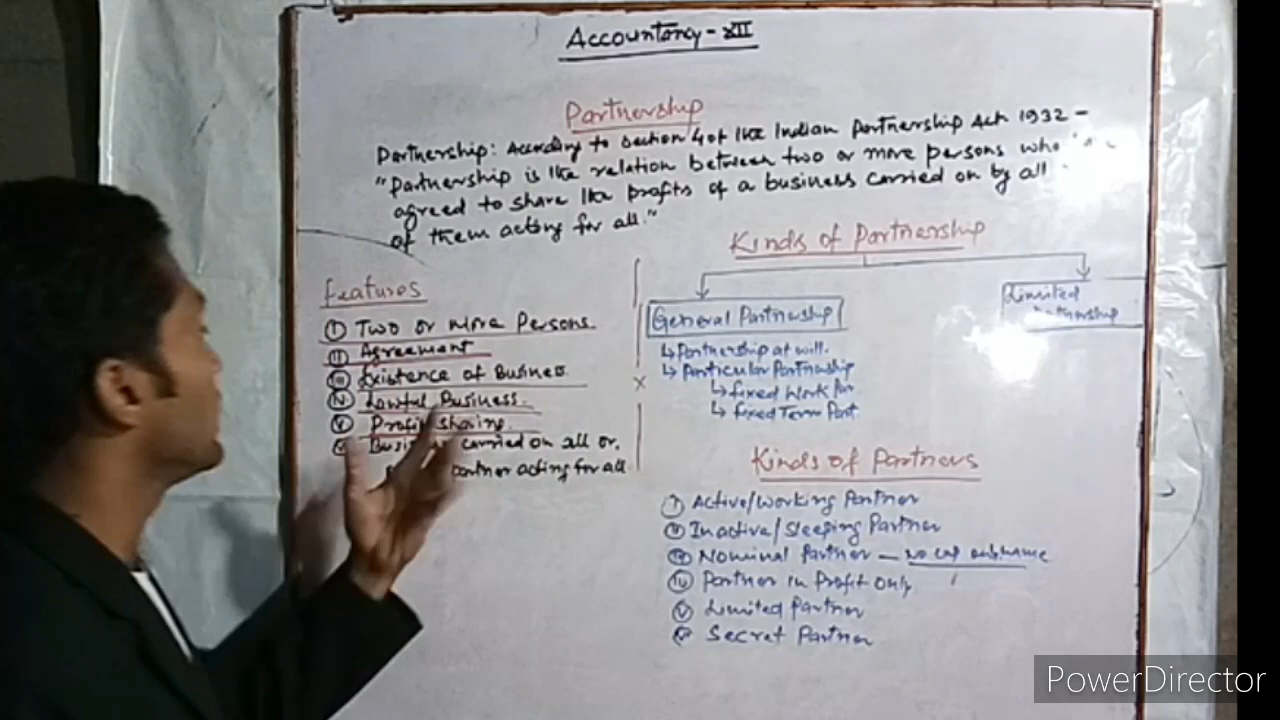 Accountancy - XII
Partnership
Partnership: According to section 4 of the Indian Partnership Act 1932 -
"Partnership is the relation between two or more persons who
agreed to share the profits of a business carried on by all
of them acting for all."
Features
① Two or more Persons.
② Agreement
③ Existence of Business
④ Lawful Business.
⑤ Profit sharing.
Business carried on all or.
partner acting for all
Kinds of Partnership
General Partnership
↳ Partnership at will.
↳ Particular Partnership
↳ fixed work Par
↳ fixed Term Part
Limited
Partnership
Kinds of Partners
① Active/working Partner
② Inactive/sleeping Partner
③ Nominal Partner — No cap
④ Partner in Profit only
⑤ Limited Partner
Secret Partner
PowerDirector